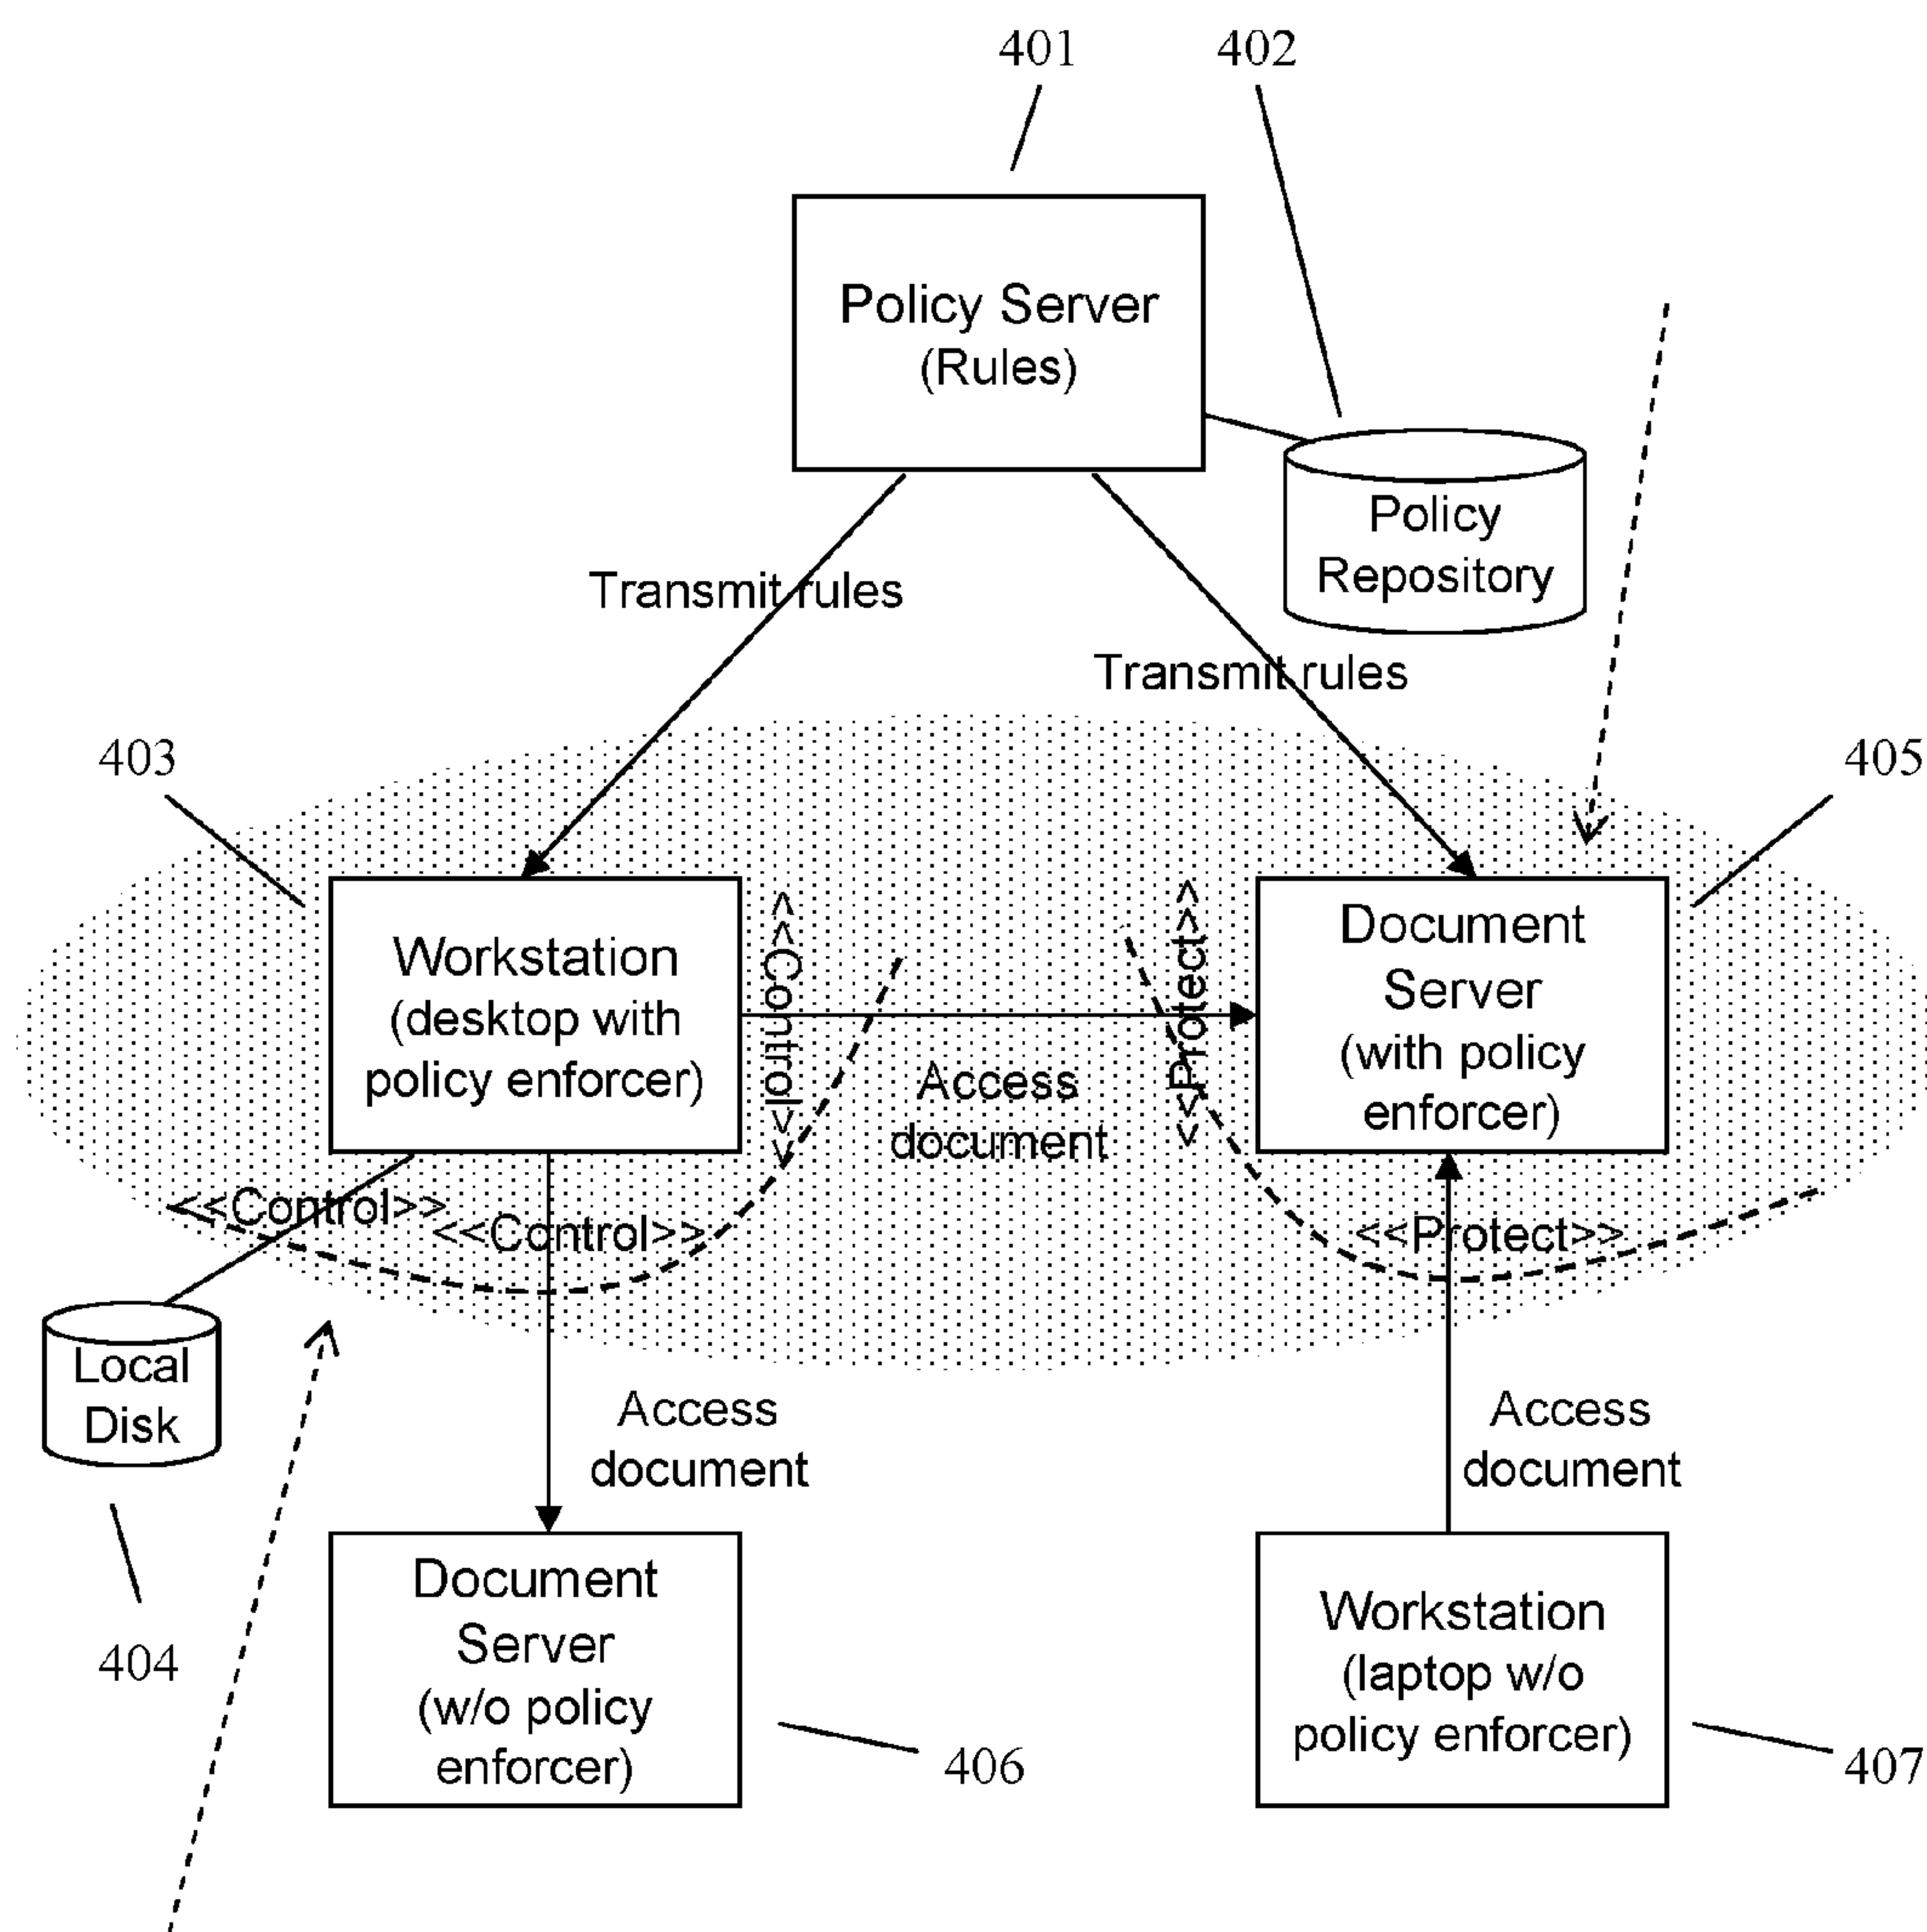 401
402
Policy Server
(Rules)
Policy
Repository
Transmit rules
Transmit rules
403
405
Workstation
(desktop with
policy enforcer)
<<Control>>
<<Protect>>
Document
Server
(with policy
enforcer)
Access
document
<<Control>>
<<Control>>
<<Protect>>
Local
Disk
Access
document
Access
document
404
Document
Server
(w/o policy
enforcer)
406
Workstation
(laptop w/o
policy enforcer)
407